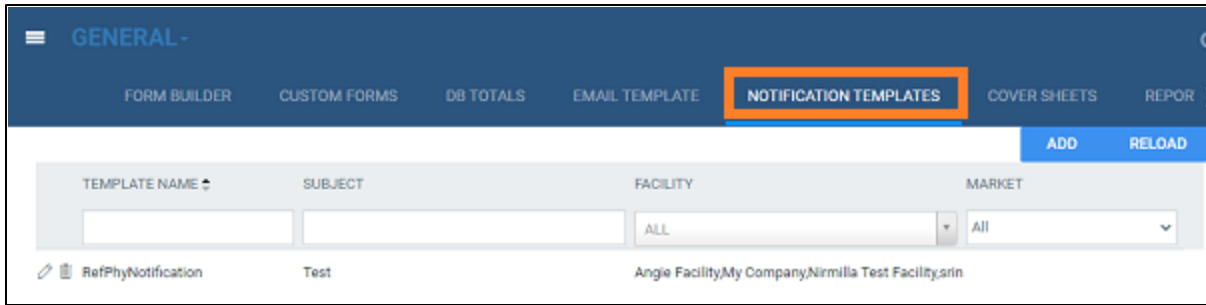 GENERAL-
FORM BUILDER CUSTOM FORMS DB TOTALS EMAIL TEMPLATE NOTIFICATION TEMPLATES COVER SHEETS REPOR
ADD RELOAD
TEMPLATE NAME SUBJECT FACILITY MARKET
ALL All
RefPhyNotification Test Angie Facility,My Company,Nirmilla Test Facility,srin